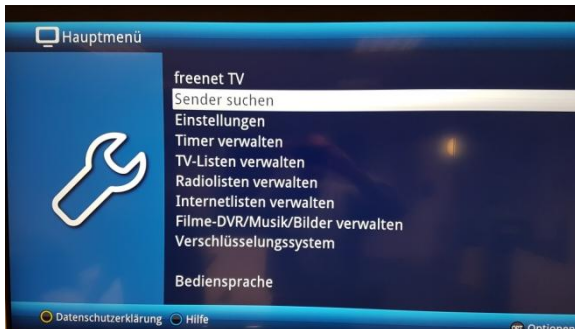 Hauptmenü
freenet TV
Sender suchen
Einstellungen
Timer verwalten
TV-Listen verwalten
Radiolisten verwalten
Internetlisten verwalten
Filme-DVR/Musik/Bilder verwalten
Verschlüsselungssystem
Bediensprache
Datenschutzerklärung Hilfe
Optionen